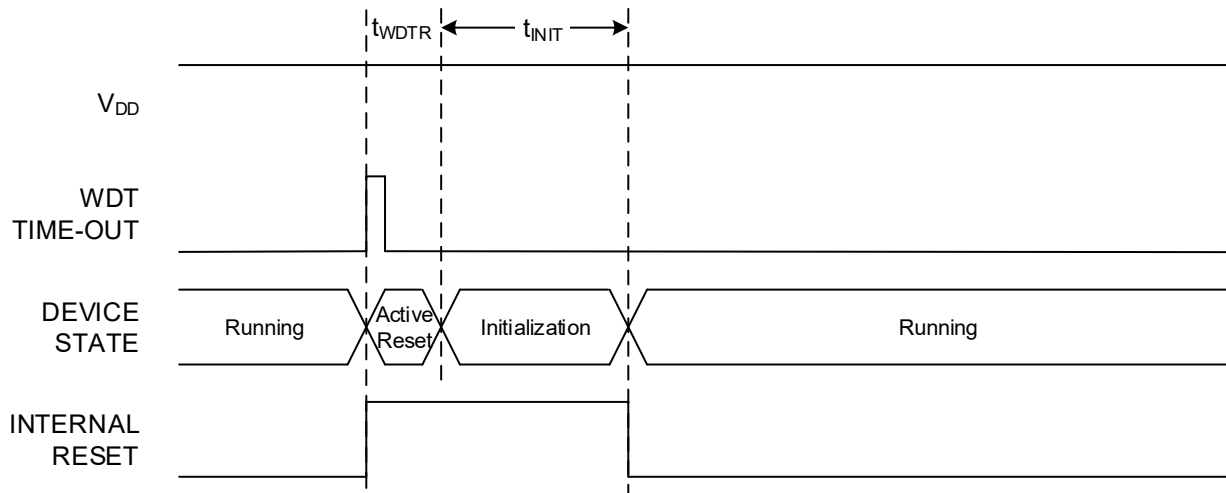 tWDTR
tINIT
VDD
WDT
TIME-OUT
DEVICE
STATE
Running
Active
Reset
Initialization
Running
INTERNAL
RESET